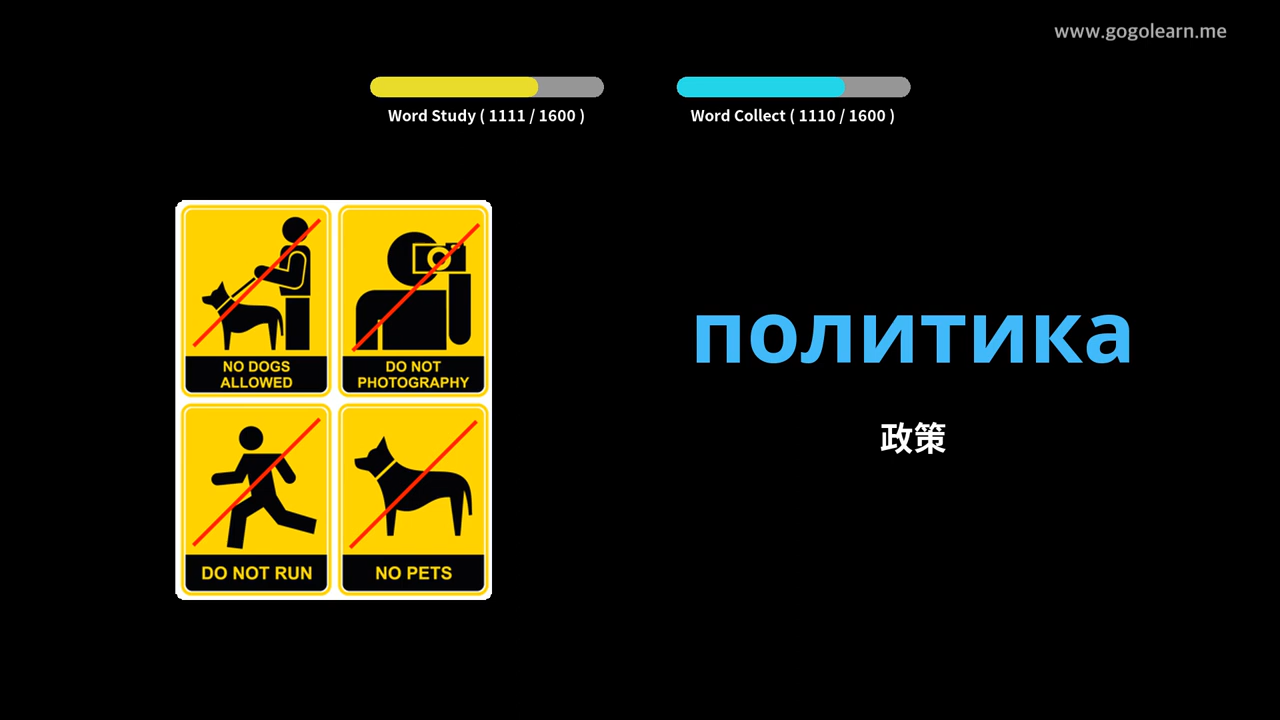 www.gogolearn.me
Word Study ( 1111 / 1600 )
Word Collect ( 1110 / 1600 )
NO DOGS
ALLOWED
DO NOT
PHOTOGRAPHY
DO NOT RUN
NO PETS
политика
政策